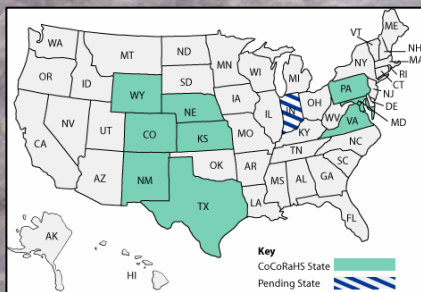 WA
MT
ND
MN
VT
ME
NH
MA
RI
CT
NJ
DE
MD
OR
ID
WY
SD
WI
MI
NY
PA
NV
UT
CO
NE
IA
IL
IN
OH
WV
VA
CA
KS
MO
KY
NC
AZ
NM
OK
AR
TN
SC
TX
LA
MS
AL
GA
FL
AK
HI
Key
CoCoRaHS State
Pending State